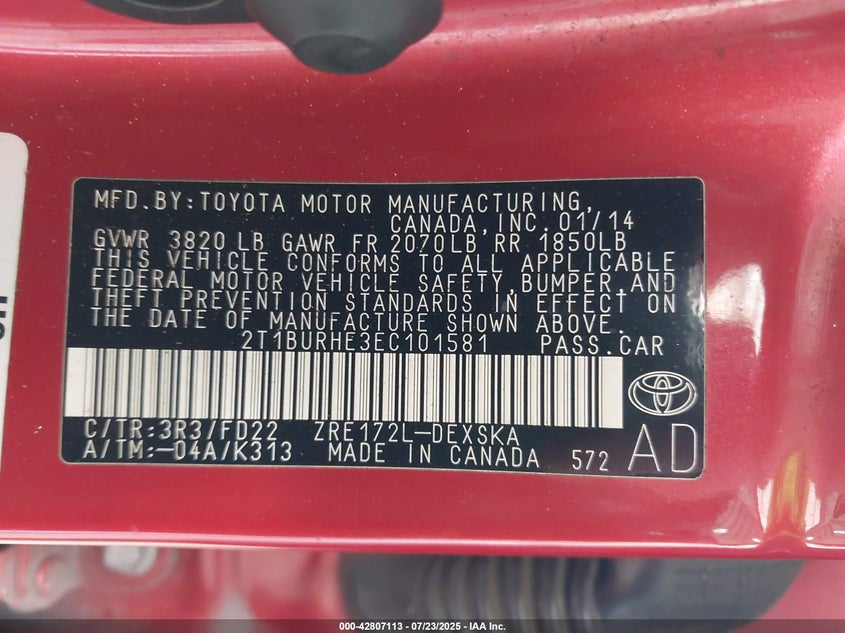 MFD.BY:TOYOTA MOTOR MANUFACTURING,
CANADA,INC. 01/14
GVWR 3820 LB GAWR FR 2070LB RR 1850LB
THIS VEHICLE CONFORMS TO ALL APPLICABLE
FEDERAL MOTOR VEHICLE SAFETY,BUMPER,AND
THEFT PREVENTION STANDARDS IN EFFECT ON
THE DATE OF MANUFACTURE SHOWN ABOVE.
2T1BURHE3EC101581 PASS.CAR
C/TR:3R3/FD22 ZRE172L-DEXSKA
A/TM:-04A/K313 MADE IN CANADA 572 AD
000-42807113 - 07/23/2025 - IAA Inc.